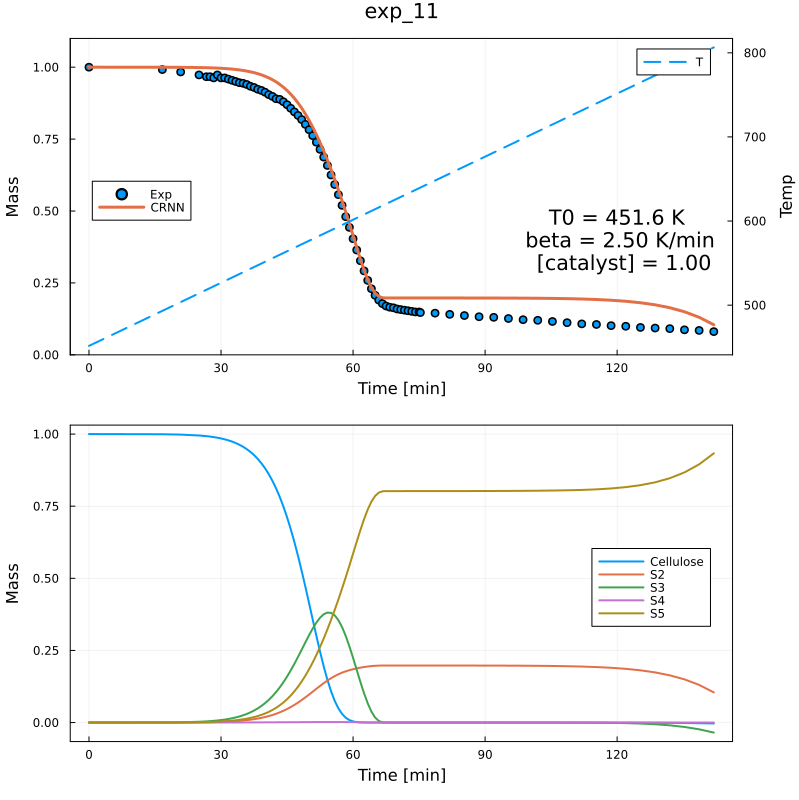 exp_11
1.00
0.75
0.50
0.25
0.00
Mass
T
Exp
CRNN
800
700
600
500
Temp
T0 = 451.6 K
beta = 2.50 K/min
[catalyst] = 1.00
0
30
60
90
120
Time [min]
1.00
0.75
0.50
0.25
0.00
Mass
Cellulose
S2
S3
S4
S5
0
30
60
90
120
Time [min]